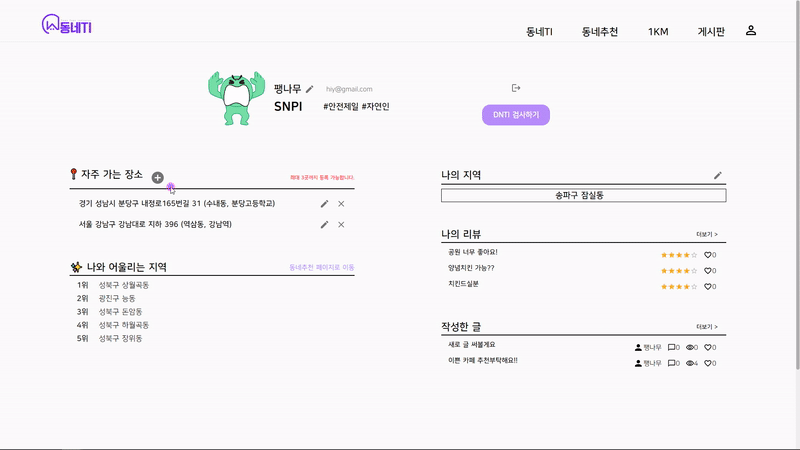 동네TI
동네TI 동네추천 1KM 게시판
팽나무 hiy@gmail.com
SNPI #안전제일 #자연인
DNTI 검사하기
자주 가는 장소
최대 3곳까지 등록 가능합니다.
경기 성남시 분당구 내정로165번길 31 (수내동, 분당고등학교)
서울 강남구 강남대로 지하 396 (역삼동, 강남역)
나와 어울리는 지역 동네추천 페이지로 이동
1위 성북구 상월곡동
2위 광진구 능동
3위 성북구 돈암동
4위 성북구 하월곡동
5위 성북구 장위동
나의 지역
송파구 잠실동
나의 리뷰 더보기 >
공원 너무 좋아요! 0
양념치킨 가능?? 0
치킨드실분 0
작성한 글 더보기 >
새로 글 써볼게요 팽나무 0 0 0
이쁜 카페 추천부탁해요!! 팽나무 0 4 0